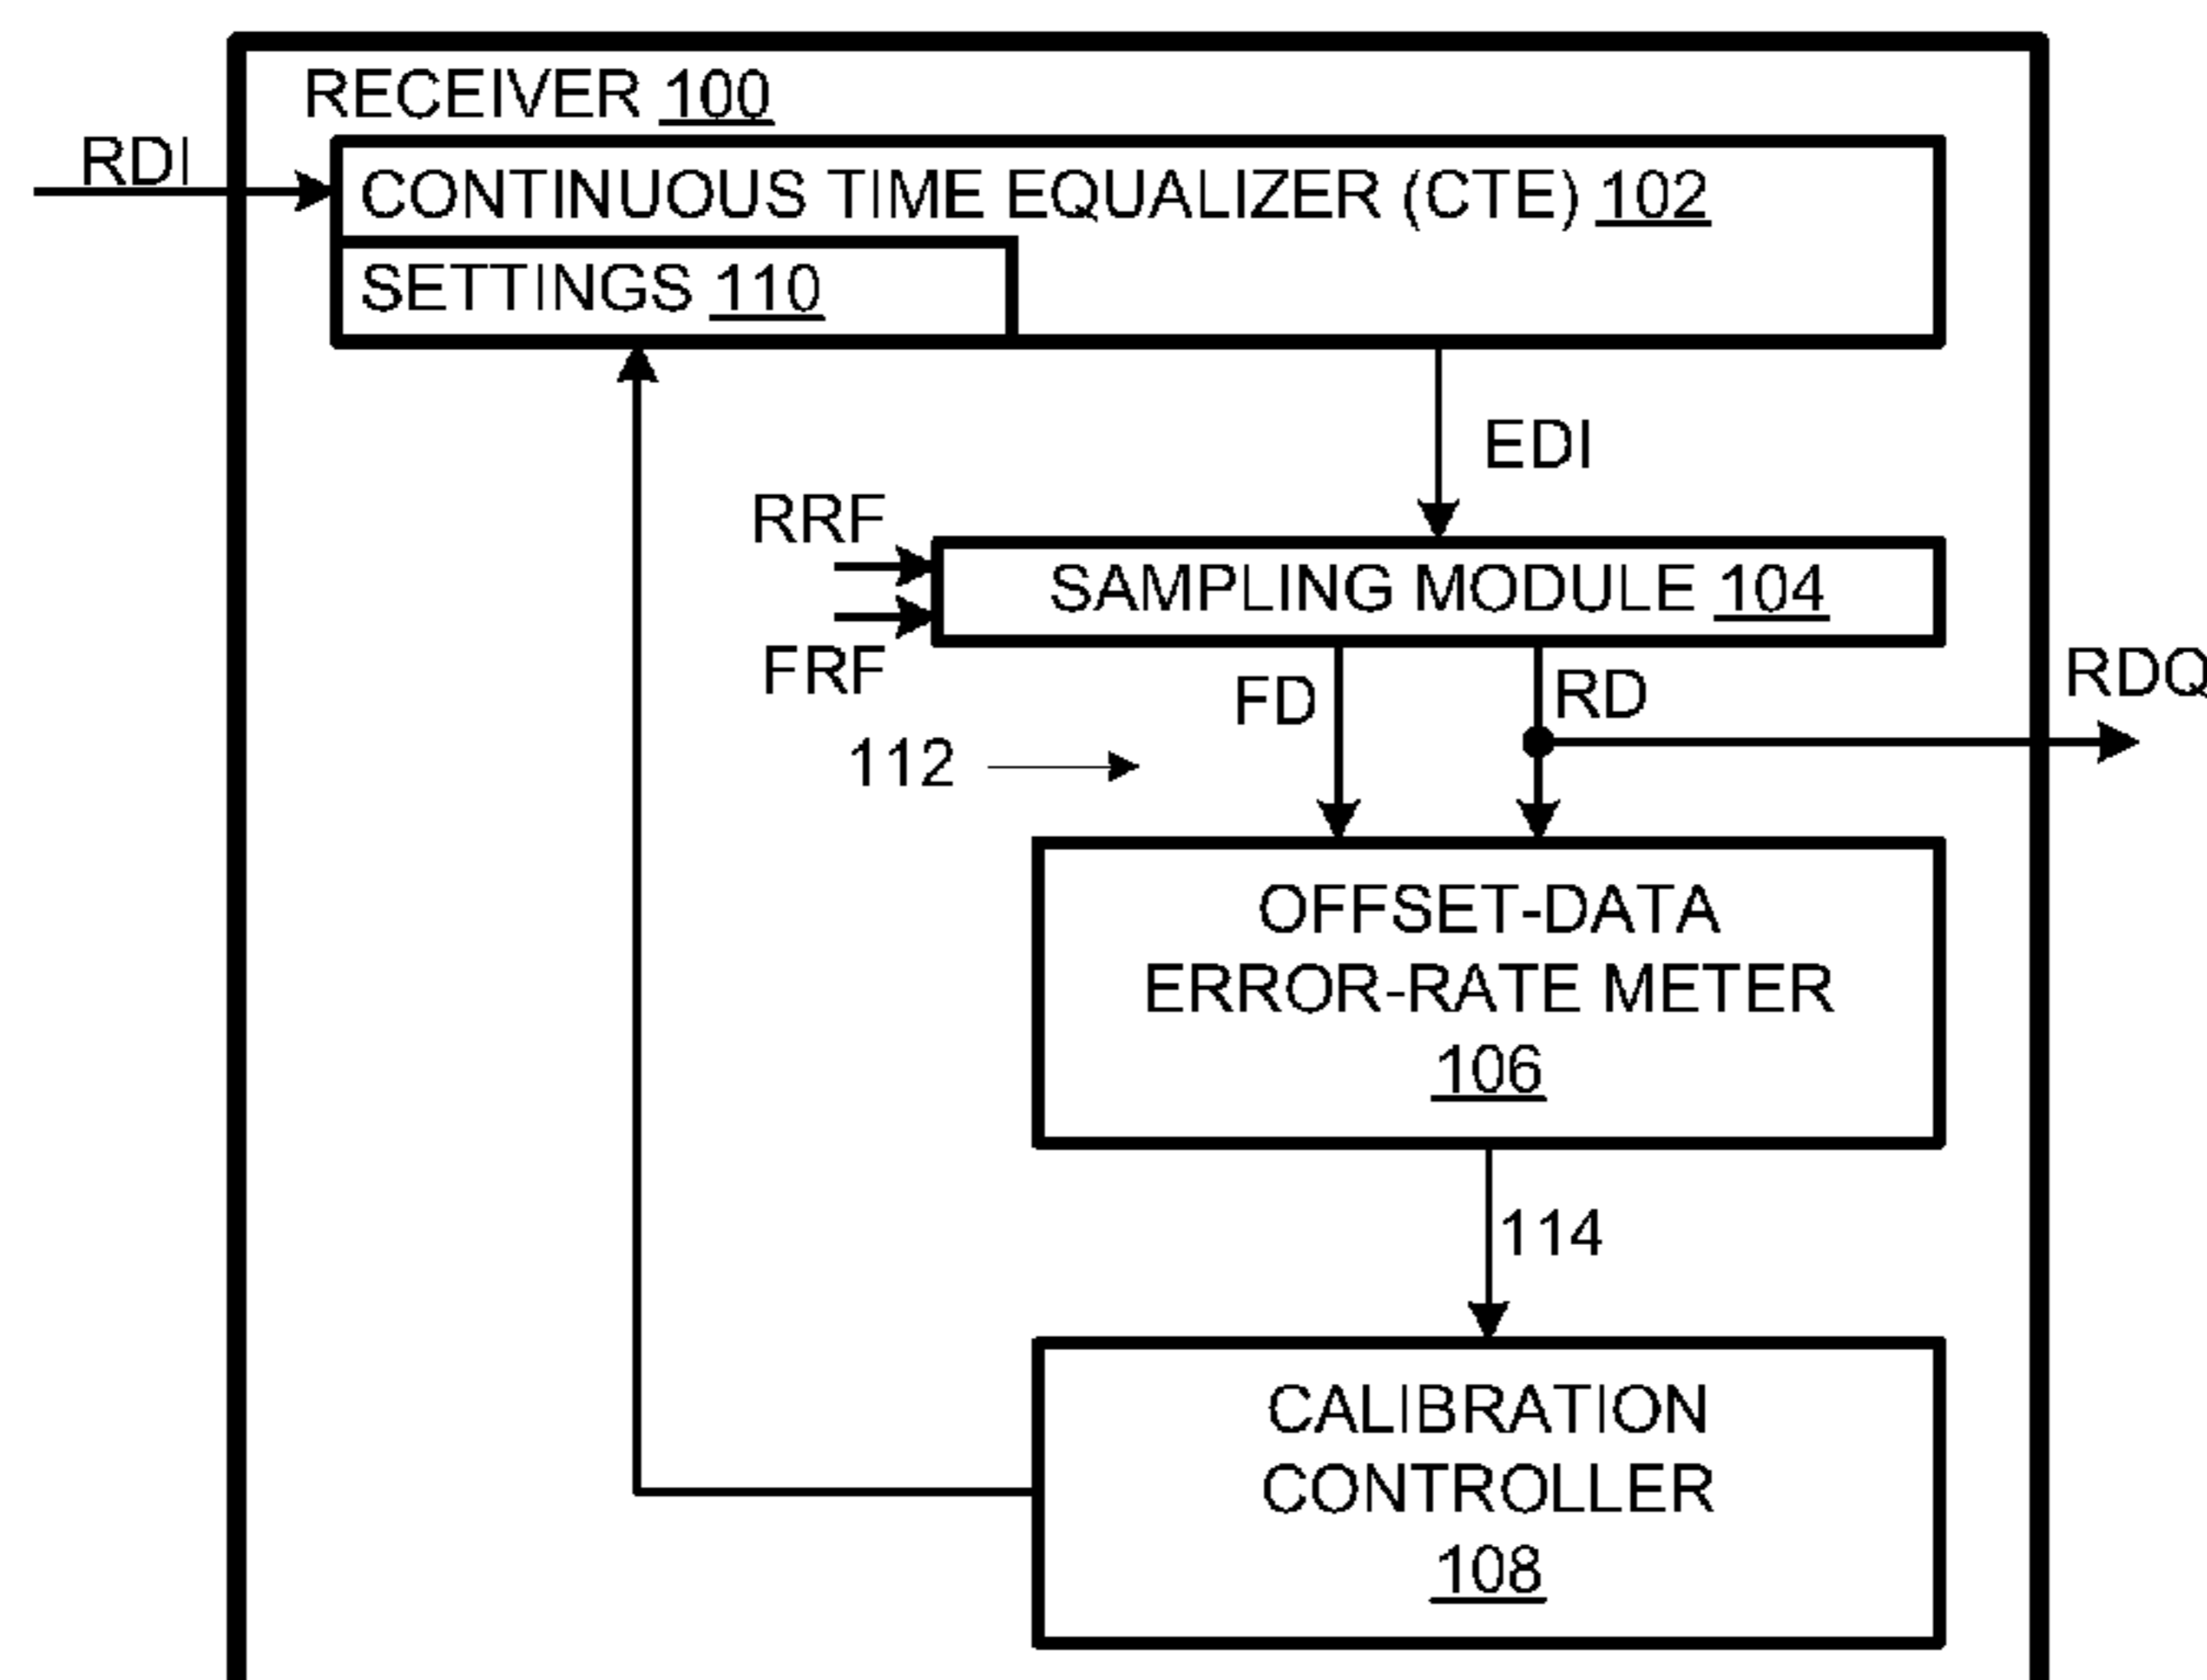 RECEIVER 100
RDI
CONTINUOUS TIME EQUALIZER (CTE) 102
SETTINGS 110
EDI
RRF
SAMPLING MODULE 104
FRF
FD
RD
RDQ
112
OFFSET-DATA
ERROR-RATE METER
106
114
CALIBRATION
CONTROLLER
108